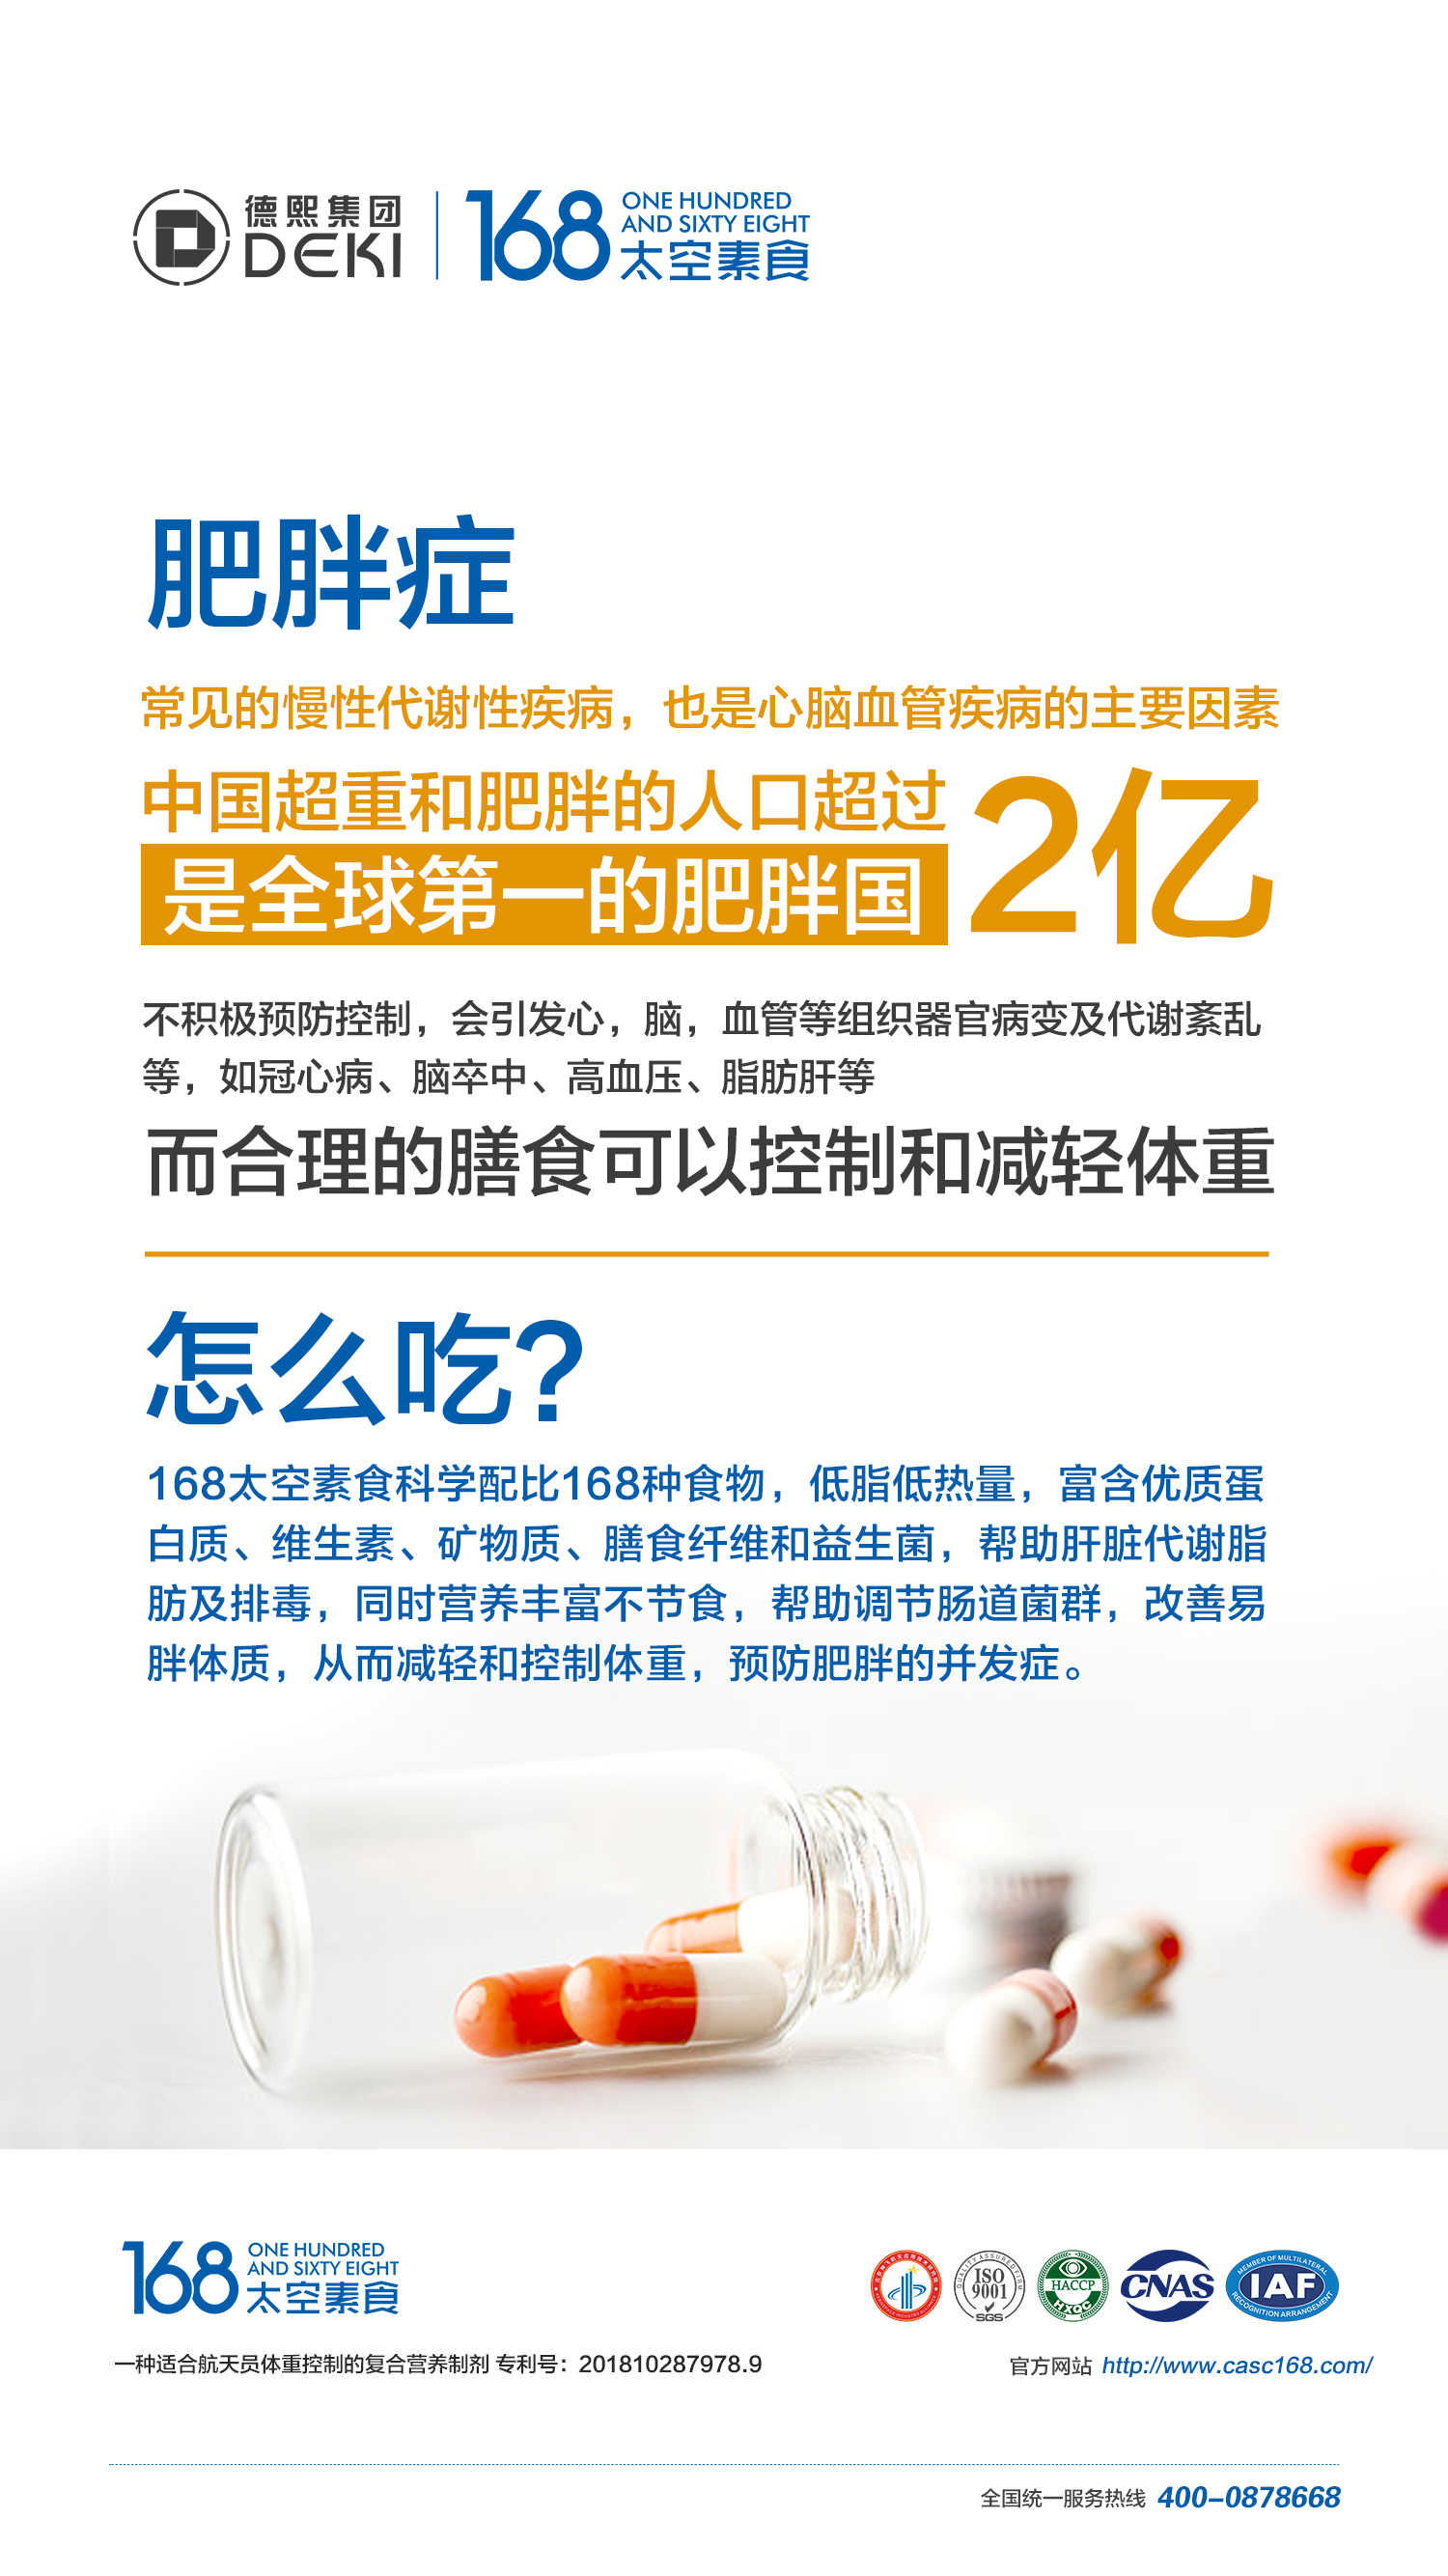 德熙集团
DEKI
168
ONE HUNDRED
AND SIXTY EIGHT
太空素食
肥胖症
常见的慢性代谢性疾病，也是心脑血管疾病的主要因素
中国超重和肥胖的人口超过
2亿
是全球第一的肥胖国
不积极预防控制，会引发心，脑，血管等组织器官病变及代谢紊乱
等，如冠心病、脑卒中、高血压、脂肪肝等
而合理的膳食可以控制和减轻体重
怎么吃?
168太空素食科学配比168种食物，低脂低热量，富含优质蛋
白质、维生素、矿物质、膳食纤维和益生菌，帮助肝脏代谢脂
肪及排毒，同时营养丰富不节食，帮助调节肠道菌群，改善易
胖体质，从而减轻和控制体重，预防肥胖的并发症。
168
ONE HUNDRED
AND SIXTY EIGHT
太空素食
QUALITY ASSURED FIRM
ISO
9001
SGS
HACCP
HXQC
CNAS
MEMBER OF MULTILATERAL
IAF
RECOGNITION ARRANGEMENT
一种适合航天员体重控制的复合营养制剂 专利号：201810287978.9
官方网站 http://www.casc168.com/
全国统一服务热线 400-0878668